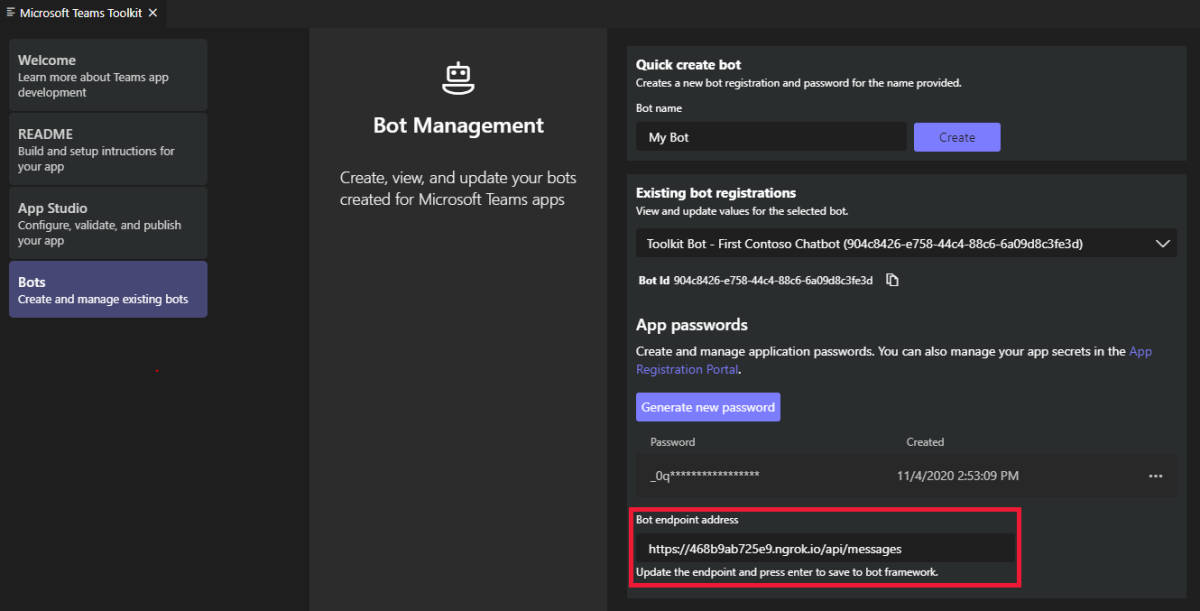 Microsoft Teams Toolkit
Welcome
Learn more about Teams app
development
README
Build and setup intructions for
your app
App Studio
Configure, validate, and publish
your app
Bots
Create and manage existing bots
Bot Management
Create, view, and update your bots
created for Microsoft Teams apps
Quick create bot
Creates a new bot registration and password for the name provided.
Bot name
My Bot
Create
Existing bot registrations
View and update values for the selected bot.
Toolkit Bot - First Contoso Chatbot (904c8426-e758-44c4-88c6-6a09d8c3fe3d)
Bot Id 904c8426-e758-44c4-88c6-6a09d8c3fe3d
App passwords
Create and manage application passwords. You can also manage your app secrets in the App
Registration Portal.
Generate new password
Password Created
_0q***************** 11/4/2020 2:53:09 PM
Bot endpoint address
https://468b9ab725e9.ngrok.io/api/messages
Update the endpoint and press enter to save to bot framework.